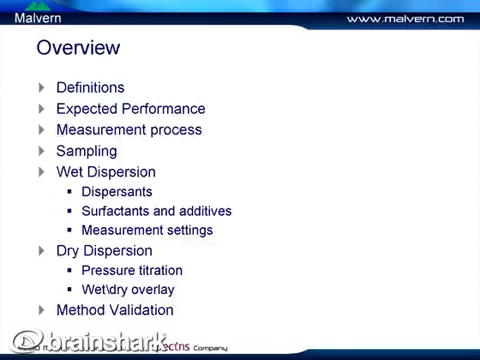 Malvern
www.malvern.com
Overview
Definitions
Expected Performance
Measurement process
Sampling
Wet Dispersion
Dispersants
Surfactants and additives
Measurement settings
Dry Dispersion
Pressure titration
Wet\dry overlay
Method Validation
brainshark
Company